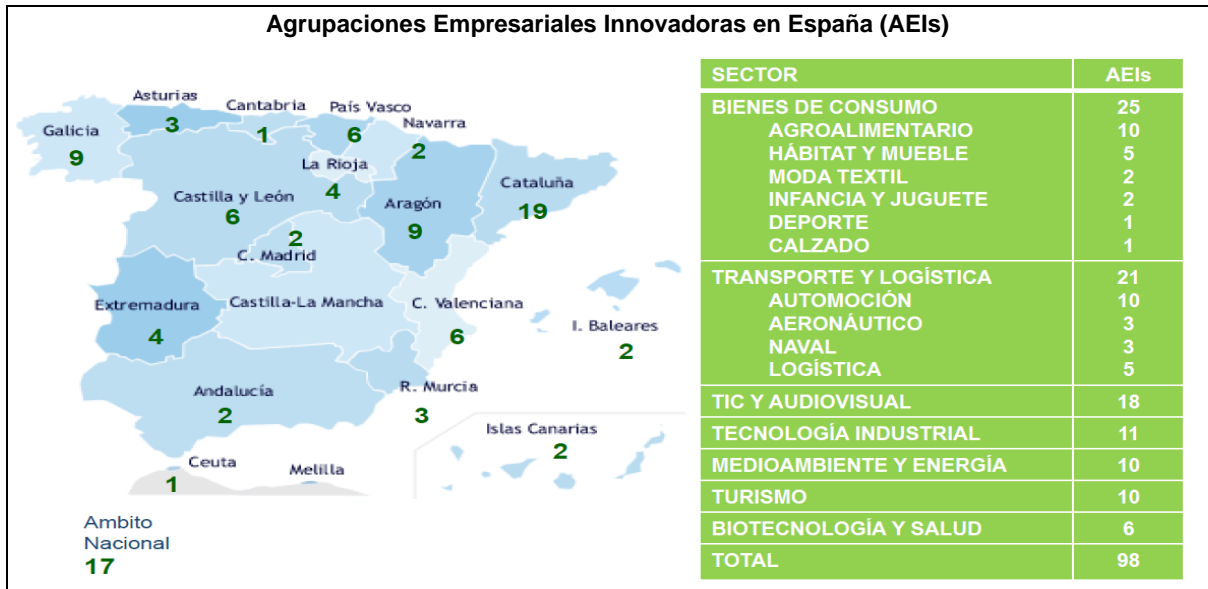 Agrupaciones Empresariales Innovadoras en España (AEIs)
Asturias
3
Cantabria
1
País Vasco
6
Navarra
2
Galicia
9
La Rioja
4
Castilla y León
6
Aragón
9
Cataluña
19
2
C. Madrid
Extremadura
4
Castilla-La Mancha
C. Valenciana
6
I. Baleares
2
Andalucía
2
R. Murcia
3
Islas Canarias
2
Ceuta
1
Melilla
Ambito
Nacional
17
SECTOR AEIs
BIENES DE CONSUMO 25
AGROALIMENTARIO 10
HÁBITAT Y MUEBLE 5
MODA TEXTIL 2
INFANCIA Y JUGUETE 2
DEPORTE 1
CALZADO 1
TRANSPORTE Y LOGÍSTICA 21
AUTOMOCIÓN 10
AERONÁUTICO 3
NAVAL 3
LOGÍSTICA 5
TIC Y AUDIOVISUAL 18
TECNOLOGÍA INDUSTRIAL 11
MEDIOAMBIENTE Y ENERGÍA 10
TURISMO 10
BIOTECNOLOGÍA Y SALUD 6
TOTAL 98